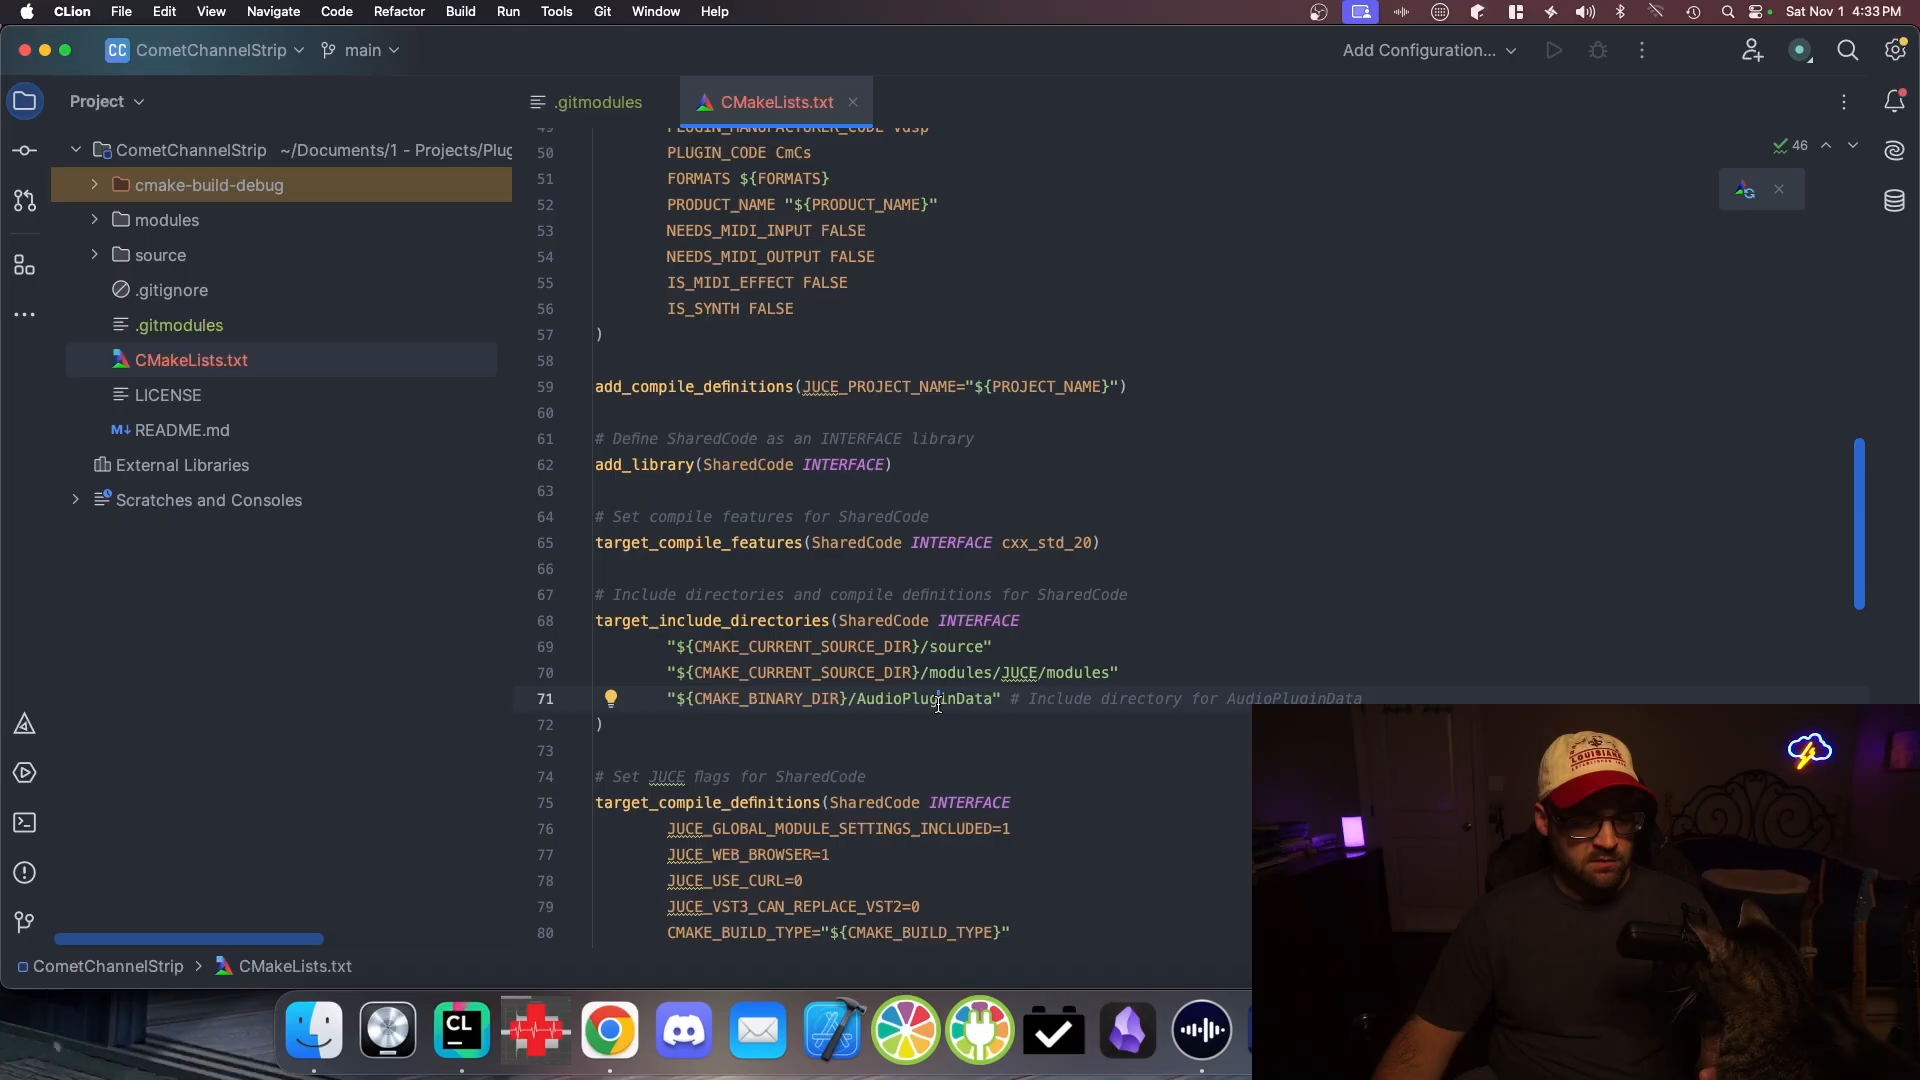 CLion File Edit View Navigate Code Refactor Build Run Tools Git Window Help Sat Nov 1 4:33 PM
CC CometChannelStrip main Add Configuration...
Project
.gitmodules
CMakeLists.txt
CometChannelStrip ~/Documents/1 - Projects/Plug
cmake-build-debug
modules
source
.gitignore
.gitmodules
CMakeLists.txt
LICENSE
M↓ README.md
External Libraries
Scratches and Consoles
46
49 PLUGIN_MANUFACTURER_CODE Vdsp
50 PLUGIN_CODE CmCs
51 FORMATS ${FORMATS}
52 PRODUCT_NAME "${PRODUCT_NAME}"
53 NEEDS_MIDI_INPUT FALSE
54 NEEDS_MIDI_OUTPUT FALSE
55 IS_MIDI_EFFECT FALSE
56 IS_SYNTH FALSE
57 )
58
59 add_compile_definitions(JUCE_PROJECT_NAME="${PROJECT_NAME}")
60
61 # Define SharedCode as an INTERFACE library
62 add_library(SharedCode INTERFACE)
63
64 # Set compile features for SharedCode
65 target_compile_features(SharedCode INTERFACE cxx_std_20)
66
67 # Include directories and compile definitions for SharedCode
68 target_include_directories(SharedCode INTERFACE
69 "${CMAKE_CURRENT_SOURCE_DIR}/source"
70 "${CMAKE_CURRENT_SOURCE_DIR}/modules/JUCE/modules"
71 "${CMAKE_BINARY_DIR}/AudioPluginData" # Include directory for AudioPluginData
72 )
73
74 # Set JUCE flags for SharedCode
75 target_compile_definitions(SharedCode INTERFACE
76 JUCE_GLOBAL_MODULE_SETTINGS_INCLUDED=1
77 JUCE_WEB_BROWSER=1
78 JUCE_USE_CURL=0
79 JUCE_VST3_CAN_REPLACE_VST2=0
80 CMAKE_BUILD_TYPE="${CMAKE_BUILD_TYPE}"
CometChannelStrip > CMakeLists.txt
LOUISIANA
CL